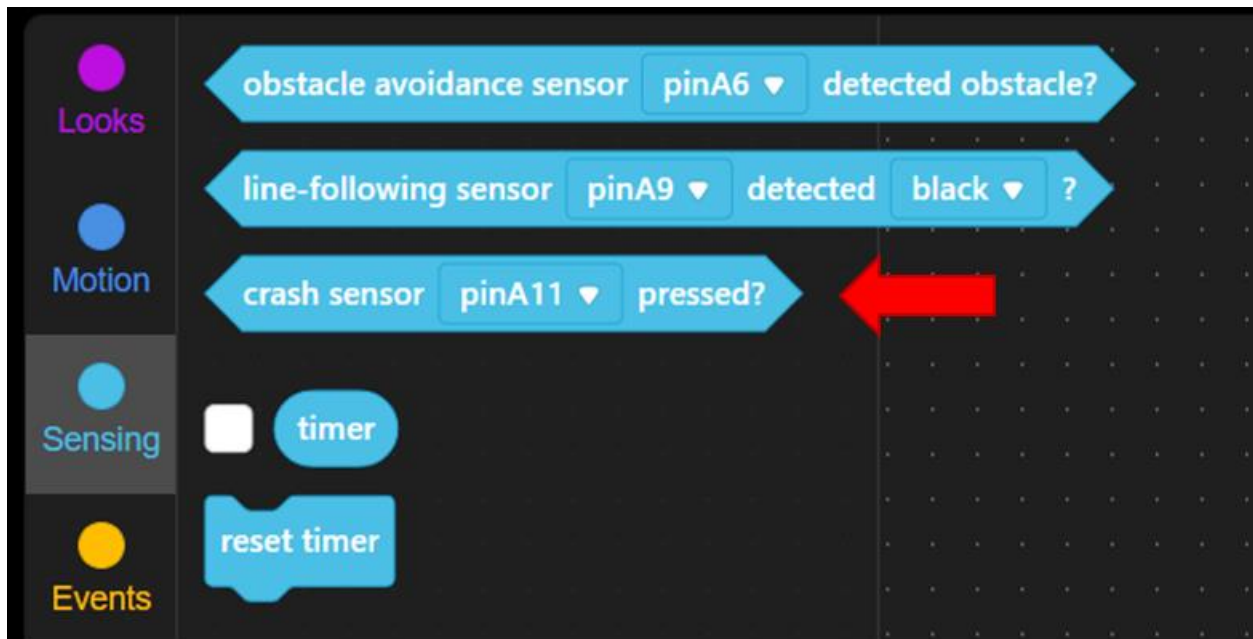 Looks
Motion
Sensing
Events
obstacle avoidance sensor pinA6 detected obstacle?
line-following sensor pinA9 detected black ?
crash sensor pinA11 pressed?
timer
reset timer